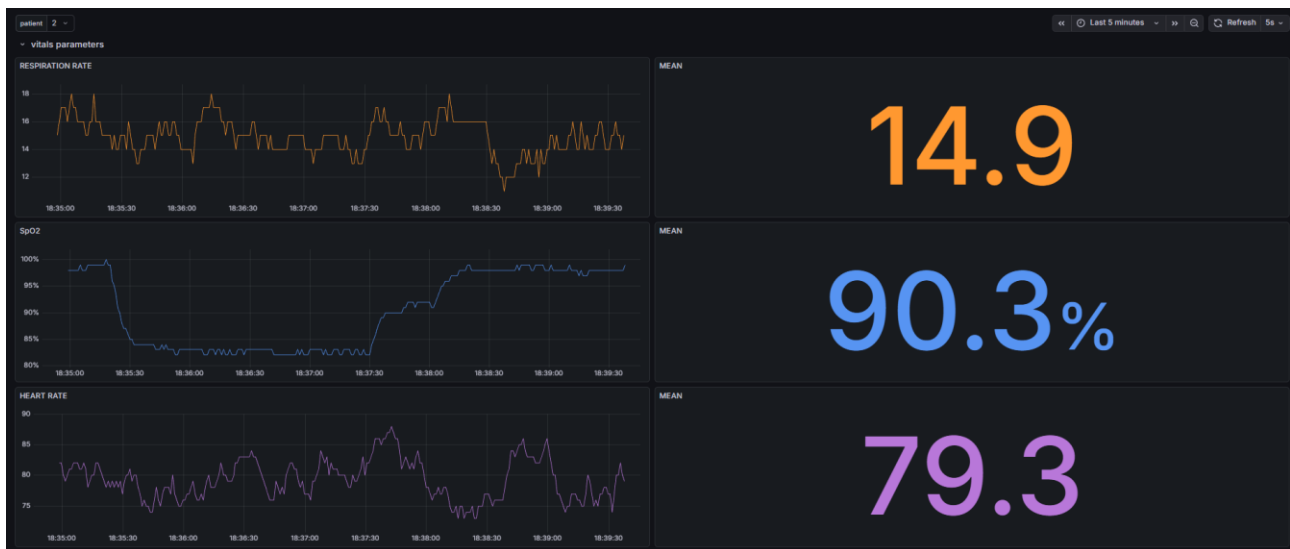 patient 2
Last 5 minutes Refresh 5s
vitals parameters
RESPIRATION RATE
18
16
14
12
18:35:00 18:35:30 18:36:00 18:36:30 18:37:00 18:37:30 18:38:00 18:38:30 18:39:00 18:39:30
MEAN
14.9
SpO2
100%
95%
90%
85%
80%
18:35:00 18:35:30 18:36:00 18:36:30 18:37:00 18:37:30 18:38:00 18:38:30 18:39:00 18:39:30
MEAN
90.3%
HEART RATE
90
85
80
75
18:35:00 18:35:30 18:36:00 18:36:30 18:37:00 18:37:30 18:38:00 18:38:30 18:39:00 18:39:30
MEAN
79.3